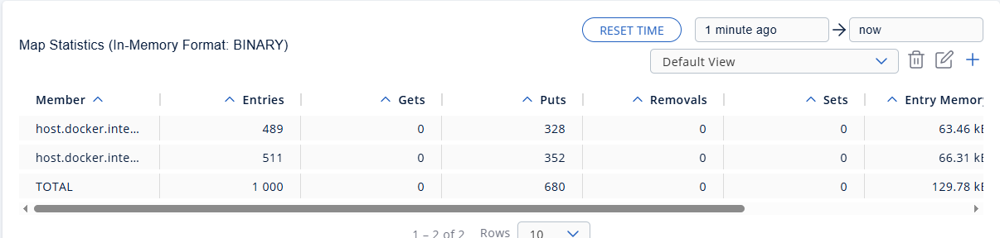 RESET TIME 1 minute ago now
Map Statistics (In-Memory Format: BINARY)
Default View
Member Entries Gets Puts Removals Sets Entry Memory
host.docker.inte... 489 0 328 0 0 63.46 kB
host.docker.inte... 511 0 352 0 0 66.31 kB
TOTAL 1 000 0 680 0 0 129.78 kB
1 – 2 of 2 Rows 10